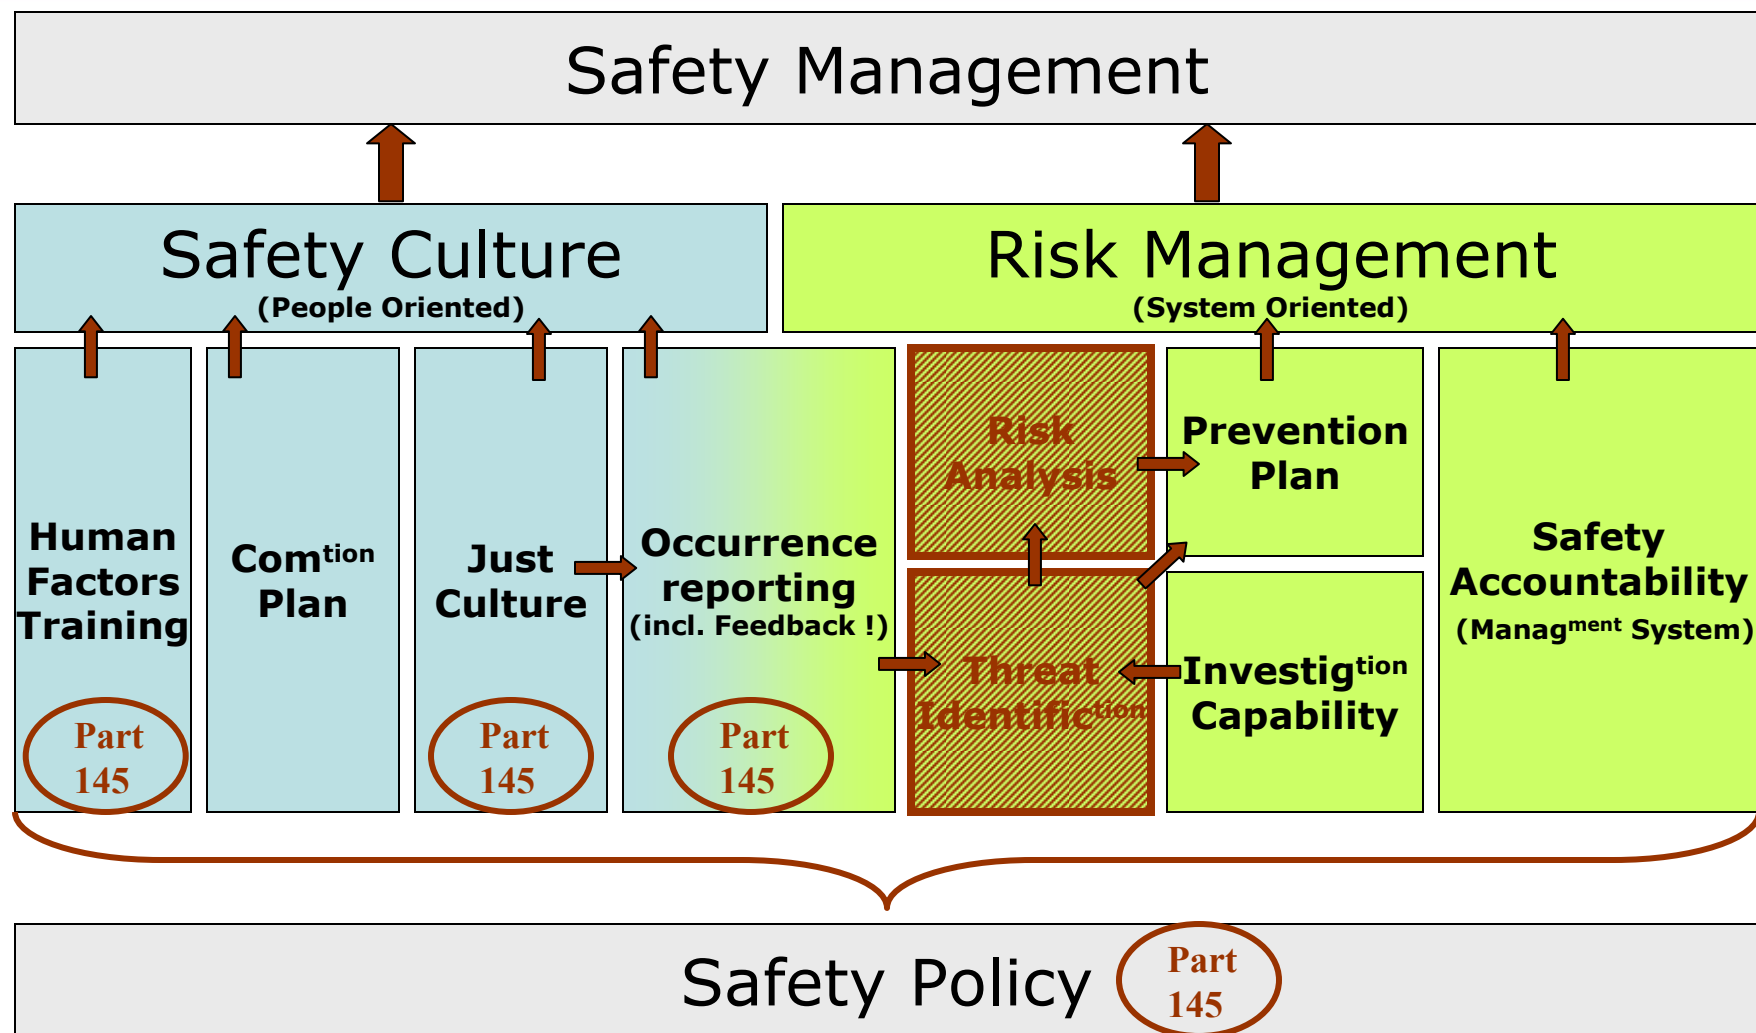 Safety Management
Safety Culture
(People Oriented)
Risk Management
(System Oriented)
Human
Factors
Training
Part
145
Comtion
Plan
Just
Culture
Part
145
Occurrence
reporting
(incl. Feedback !)
Part
145
Risk
Analysis
Threat
Identification
Prevention
Plan
Investigtion
Capability
Safety
Accountability
(Managment System)
Safety Policy
Part
145